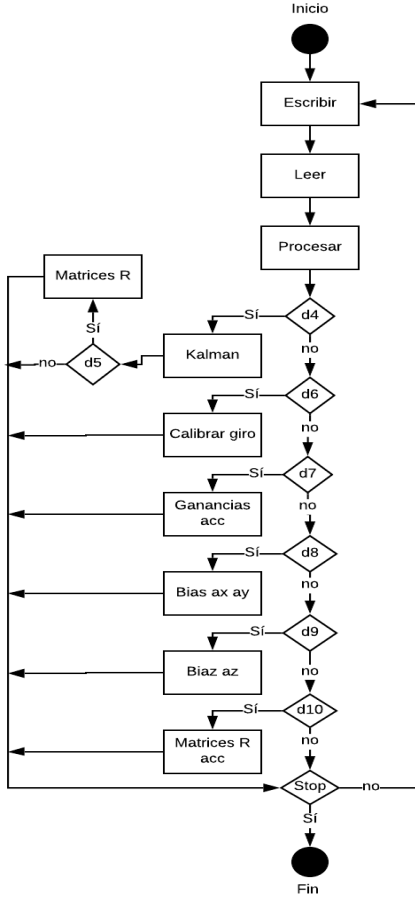 Inicio
Escribir
Leer
Procesar
Matrices R
Sí
d4
Sí
no
d5
no
Kalman
Sí
d6
no
Calibrar giro
Sí
d7
no
Ganancias
acc
Sí
d8
no
Bias ax ay
Sí
d9
no
Biaz az
Sí
d10
no
Matrices R
acc
Stop
no
Sí
Fin